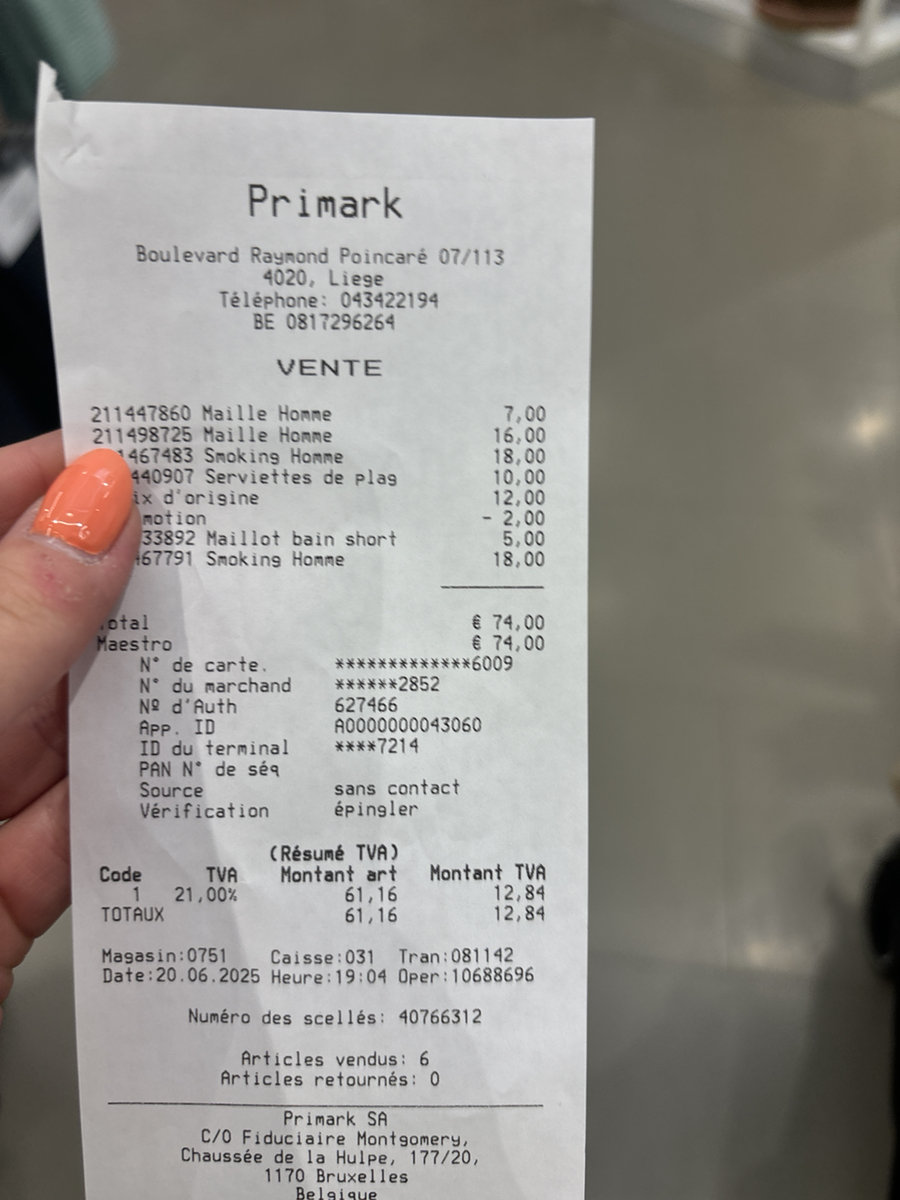 Primark
Boulevard Raymond Poincaré 07/113
4020, Liege
Téléphone: 043422194
BE 0817296264
VENTE
211447860 Maille Homme 7,00
211498725 Maille Homme 16,00
1467483 Smoking Homme 18,00
440907 Serviettes de plag 10,00
ix d'origine 12,00
motion - 2,00
33892 Maillot bain short 5,00
467791 Smoking Homme 18,00
otal € 74,00
Maestro € 74,00
N° de carte. *************6009
N° du marchand ******2852
Nº d'Auth 627466
App. ID A0000000043060
ID du terminal ****7214
PAN N° de séq
Source sans contact
Vérification épingler
(Résumé TVA)
Code TVA Montant art Montant TVA
1 21,00% 61,16 12,84
TOTAUX 61,16 12,84
Magasin:0751 Caisse:031 Tran:081142
Date:20.06.2025 Heure:19:04 Oper:10688696
Numéro des scellés: 40766312
Articles vendus: 6
Articles retournés: 0
Primark SA
C/O Fiduciaire Montgomery,
Chaussée de la Hulpe, 177/20,
1170 Bruxelles
Belgique